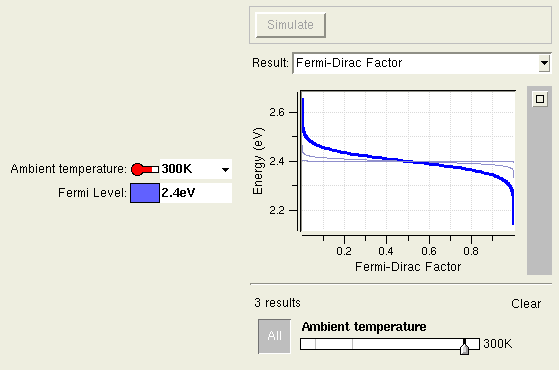 Simulate
Result: Fermi-Dirac Factor
Ambient temperature: 300K
Fermi Level: 2.4eV
Energy (eV)
2.6
2.4
2.2
0.2 0.4 0.6 0.8
Fermi-Dirac Factor
3 results Clear
All
Ambient temperature
300K